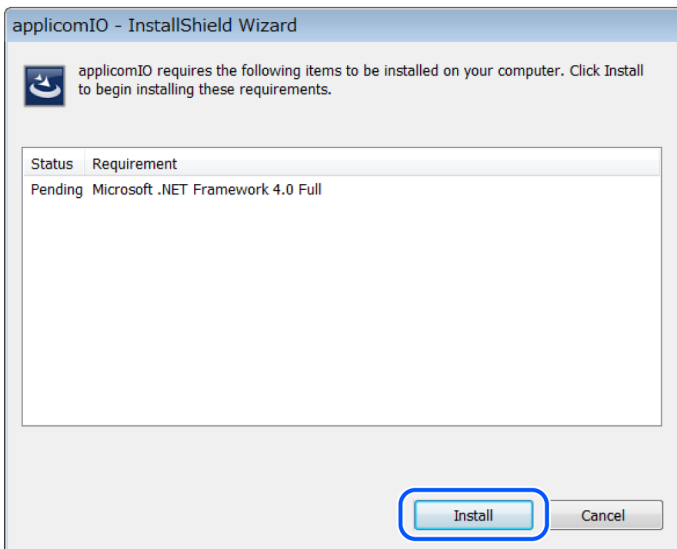 applicomIO - InstallShield Wizard
applicomIO requires the following items to be installed on your computer. Click Install
to begin installing these requirements.
Status Requirement
Pending Microsoft .NET Framework 4.0 Full
Install Cancel